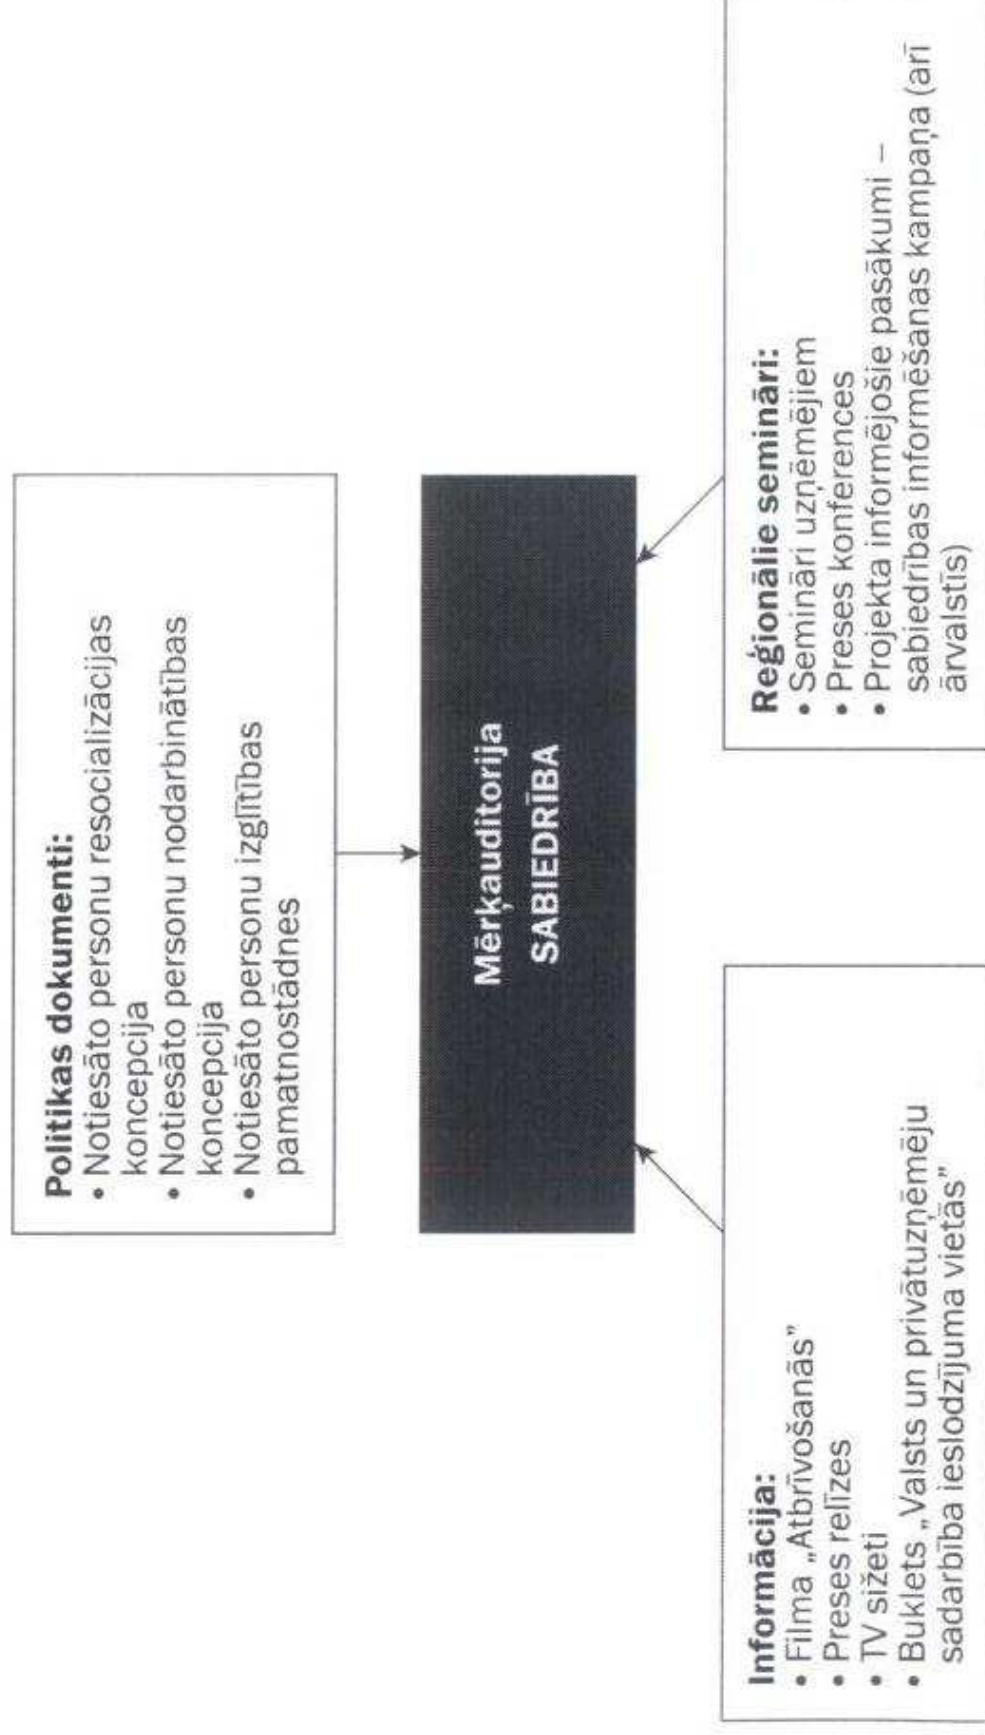 Politikas dokumenti:
• Notiesāto personu resocializācijas
koncepcija
• Notiesāto personu nodarbinātības
koncepcija
• Notiesāto personu izglītības
pamatnostādnes
Mērķauditorija
SABIEDRĪBA
Informācija:
• Filma „Atbrīvošanās”
• Preses relīzes
• TV sižeti
• Buklets „Valsts un privātuzņēmēju
sadarbība ieslodzījuma vietās”
Reģionālie semināri:
• Semināri uzņēmējiem
• Preses konferences
• Projekta informējošie pasākumi –
sabiedrības informēšanas kampaņa (arī
ārvalstīs)